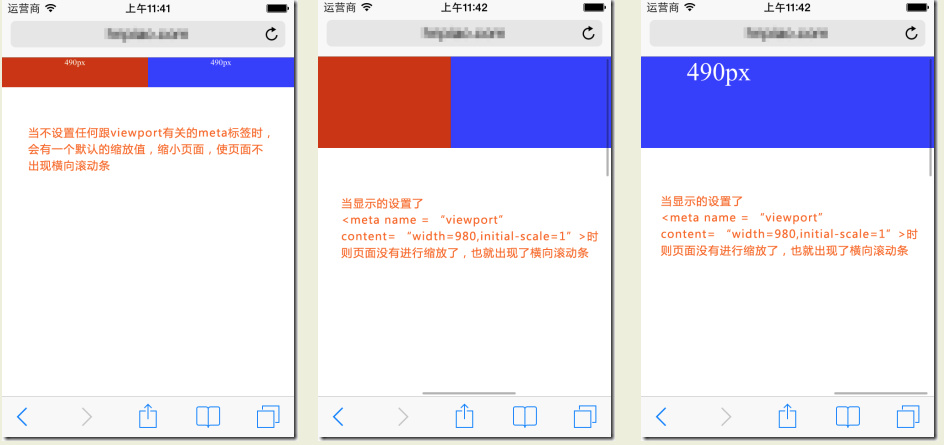 运营商
上午11:41
490px
490px
当不设置任何跟viewport有关的meta标签时，
会有一个默认的缩放值，缩小页面，使页面不
出现横向滚动条
运营商
上午11:42
当显示的设置了
<meta name = “viewport”
content= “width=980,initial-scale=1”>时
则页面没有进行缩放了，也就出现了横向滚动条
运营商
上午11:42
490px
当显示的设置了
<meta name = “viewport”
content= “width=980,initial-scale=1”>时
则页面没有进行缩放了，也就出现了横向滚动条